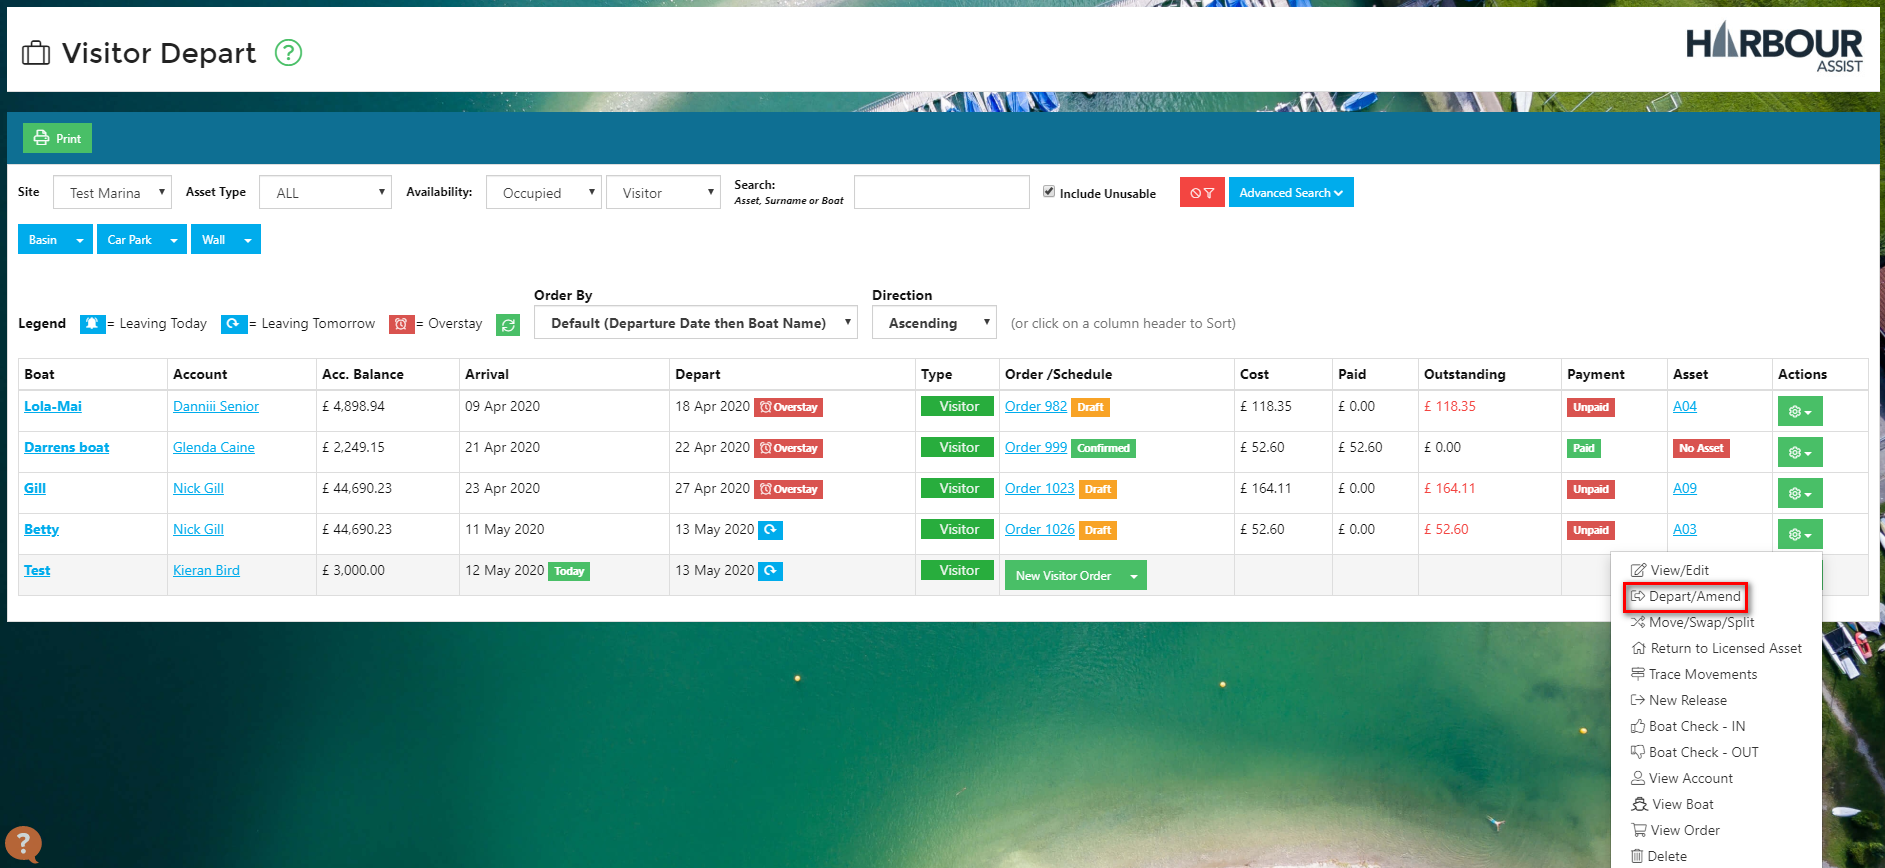 Visitor Depart ?
HARBOUR
ASSIST
Print
Site Test Marina Asset Type ALL Availability: Occupied Visitor Search: Include Unusable Advanced Search
Asset, Surname or Boat
Basin Car Park Wall
Order By Direction
Legend = Leaving Today = Leaving Tomorrow = Overstay Default (Departure Date then Boat Name) Ascending (or click on a column header to Sort)
Boat Account Acc. Balance Arrival Depart Type Order /Schedule Cost Paid Outstanding Payment Asset Actions
Lola-Mai Danniii Senior £ 4,898.94 09 Apr 2020 18 Apr 2020 Overstay Visitor Order 982 Draft £ 118.35 £ 0.00 £ 118.35 Unpaid A04
Darrens boat Glenda Caine £ 2,249.15 21 Apr 2020 22 Apr 2020 Overstay Visitor Order 999 Confirmed £ 52.60 £ 52.60 £ 0.00 Paid No Asset
Gill Nick Gill £ 44,690.23 23 Apr 2020 27 Apr 2020 Overstay Visitor Order 1023 Draft £ 164.11 £ 0.00 £ 164.11 Unpaid A09
Betty Nick Gill £ 44,690.23 11 May 2020 13 May 2020 Visitor Order 1026 Draft £ 52.60 £ 0.00 £ 52.60 Unpaid A03
Test Kieran Bird £ 3,000.00 12 May 2020 Today 13 May 2020 Visitor New Visitor Order
View/Edit
Depart/Amend
Move/Swap/Split
Return to Licensed Asset
Trace Movements
New Release
Boat Check - IN
Boat Check - OUT
View Account
View Boat
View Order
Delete
?